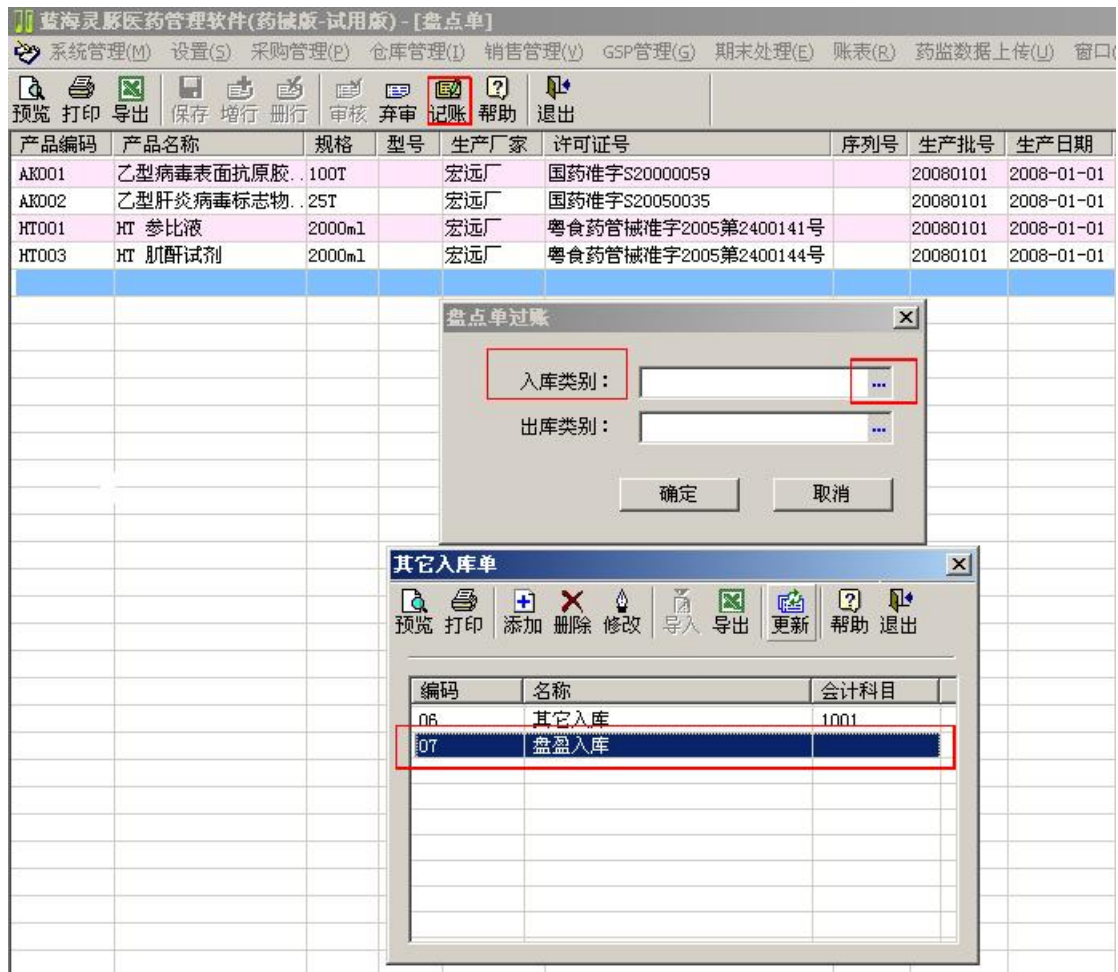 蓝海灵豚医药管理软件(药械版-试用版) - [盘点单]
系统管理(M) 设置(S) 采购管理(P) 仓库管理(I) 销售管理(V) GSP管理(G) 期末处理(E) 账表(R) 药监数据上传(U) 窗口(
预览 打印 导出 保存 增行 删行 审核 弃审 记账 帮助 退出
产品编码 产品名称 规格 型号 生产厂家 许可证号 序列号 生产批号 生产日期
AK001 乙型病毒表面抗原胶.. 100T 宏远厂 国药准字S20000059 20080101 2008-01-01
AK002 乙型肝炎病毒标志物.. 25T 宏远厂 国药准字S20050035 20080101 2008-01-01
HT001 HT 参比液 2000ml 宏远厂 粤食药管械准字2005第2400141号 20080101 2008-01-01
HT003 HT 肌酐试剂 2000ml 宏远厂 粤食药管械准字2005第2400144号 20080101 2008-01-01
盘点单过账
入库类别： ...
出库类别： ...
确定 取消
其它入库单
预览 打印 添加 删除 修改 导入 导出 更新 帮助 退出
编码 名称 会计科目
06 其它入库 1001
07 盘盈入库